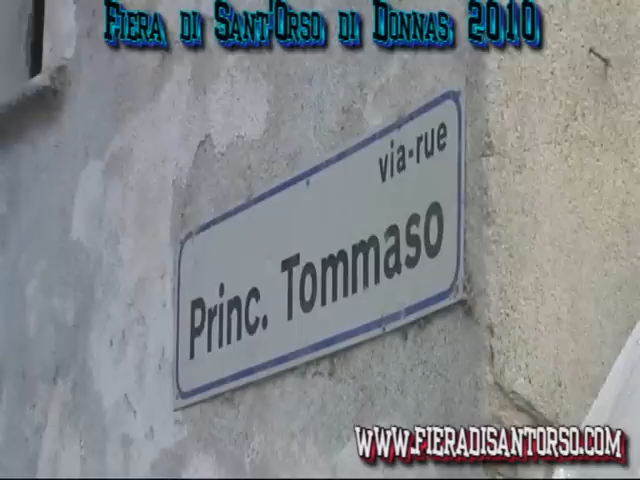 Fiera di Sant'Orso di Donnas 2010
via-rue
Princ. Tommaso
WWW.FIERADISANTORSO.COM